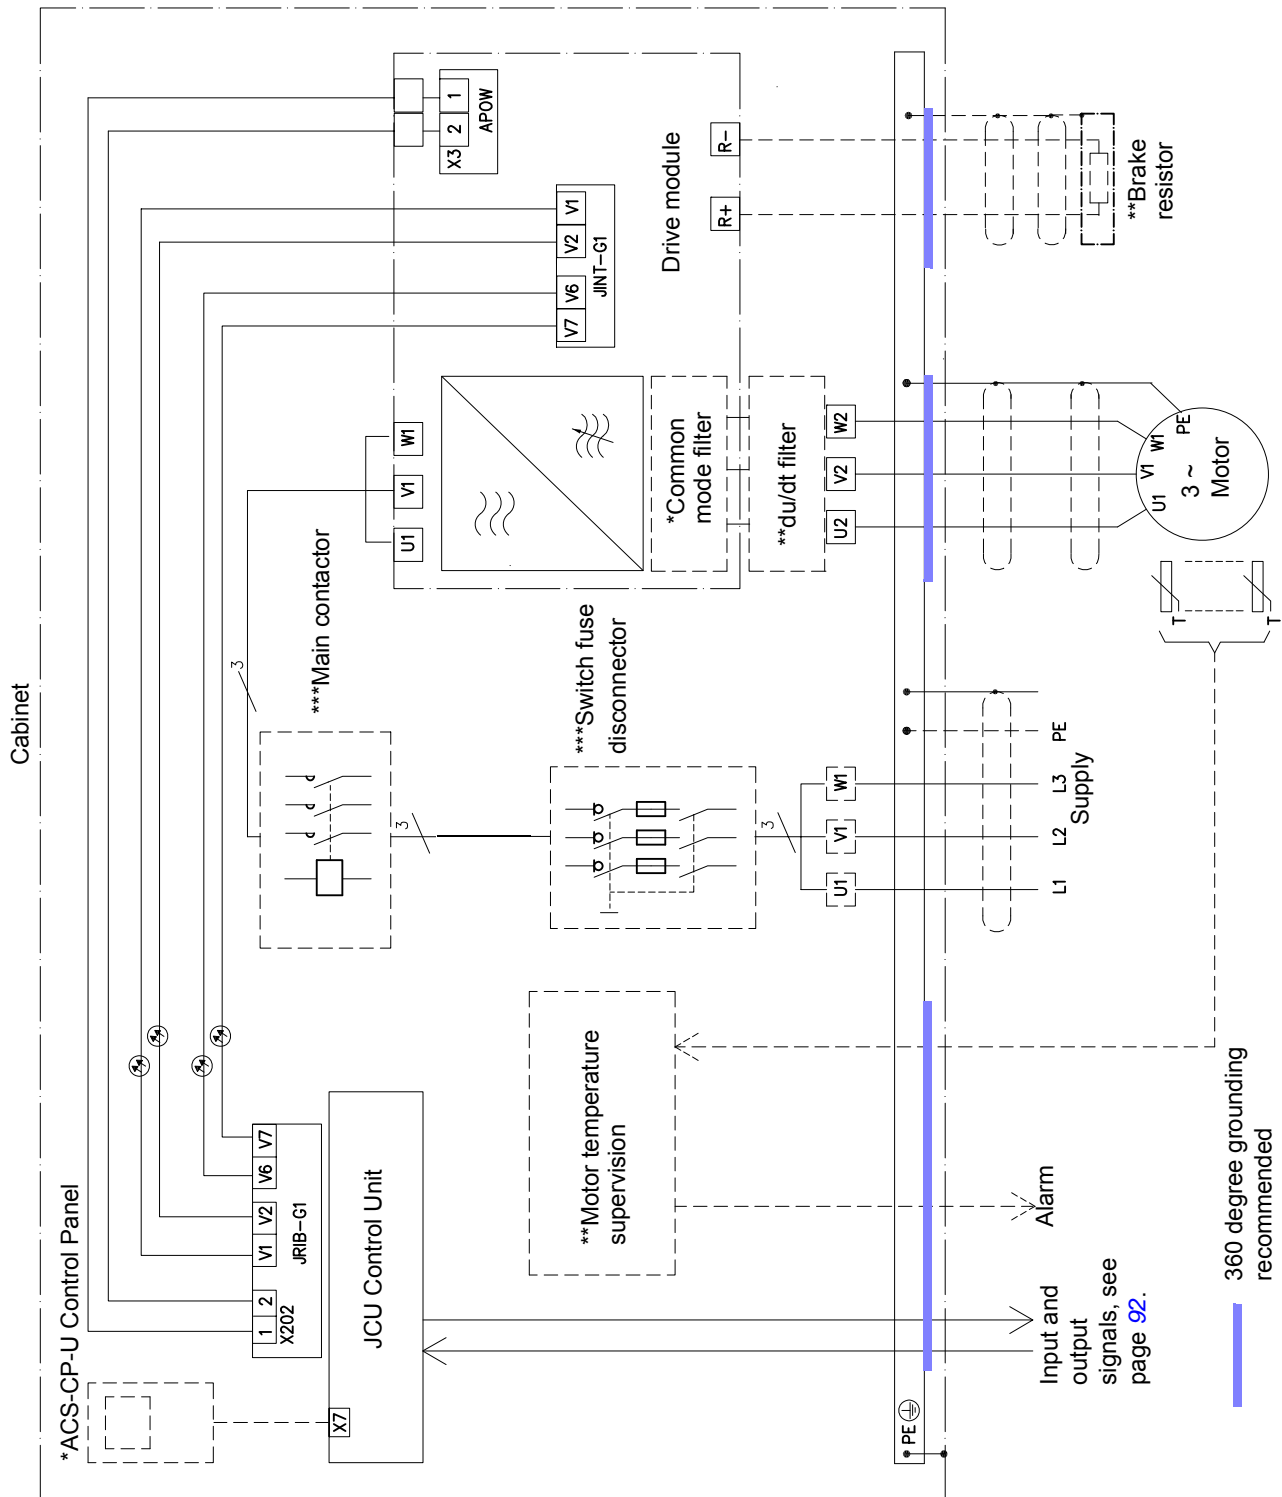 Cabinet
*ACS-CP-U Control Panel
X7
JCU Control Unit
1
2
X202
V1
V2
V6
V7
JRIB-G1
1
2
X3
APOW
V1
V2
V6
V7
JINT-G1
Drive module
R-
R+
U1
V1
W1
3
***Main contactor
3
***Switch fuse
disconnector
3
*Common
mode filter
**du/dt filter
U2
V2
W2
U1
V1
W1
**Motor temperature
supervision
PE
Input and
output
signals, see
page 92.
Alarm
L1
L2
L3
PE
Supply
T
T
U1
V1
W1
PE
3 ~
Motor
**Brake
resistor
360 degree grounding
recommended